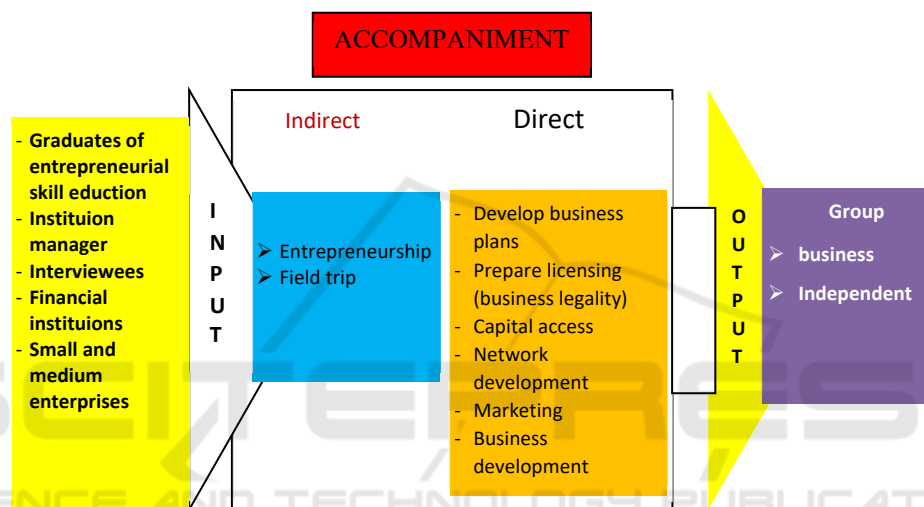 ACCOMPANIMENT
Indirect
Direct
- Graduates of
entrepreneurial
skill eduction
- Instituion
manager
- Interviewees
- Financial
instituions
- Small and
medium
enterprises
I
N
P
U
T
➢ Entrepreneurship
➢ Field trip
- Develop business
plans
- Prepare licensing
(business legality)
- Capital access
- Network
development
- Marketing
- Business
development
O
U
T
P
U
T
Group
➢ business
➢ Independent